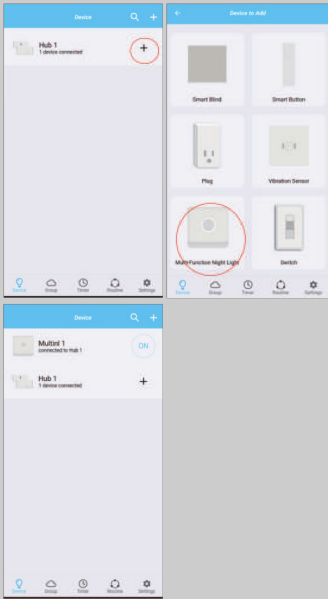 Device
Hub 1
1 device connected
Device Group Timer Routine Settings
Device to Add
Smart Blind Smart Button
Plug Vibration Sensor
Multi-Function Night Light Switch
Device Group Timer Routine Settings
Device
Multinl 1
connected to Hub 1
ON
Hub 1
1 device connected
Device Group Timer Routine Settings